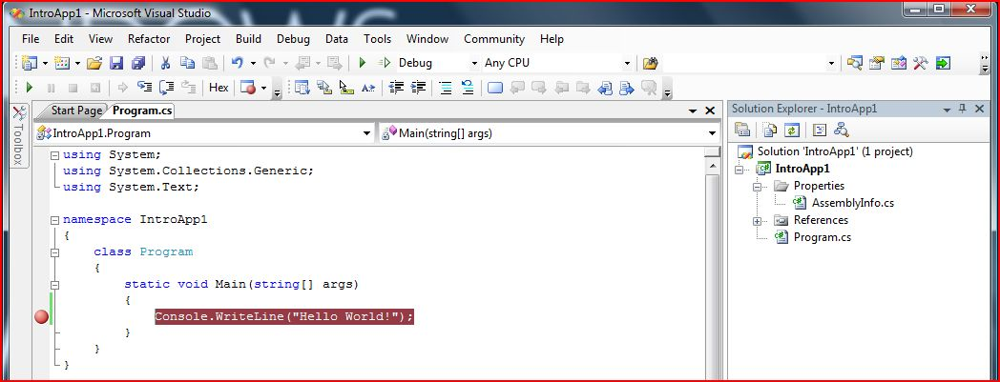 IntroApp1 - Microsoft Visual Studio
File Edit View Refactor Project Build Debug Data Tools Window Community Help
Debug Any CPU
Hex
Toolbox
Start Page Program.cs
IntroApp1.Program Main(string[] args)
using System;
using System.Collections.Generic;
using System.Text;
namespace IntroApp1
{
class Program
{
static void Main(string[] args)
{
Console.WriteLine("Hello World!");
}
}
}
Solution Explorer - IntroApp1
Solution 'IntroApp1' (1 project)
IntroApp1
Properties
AssemblyInfo.cs
References
Program.cs